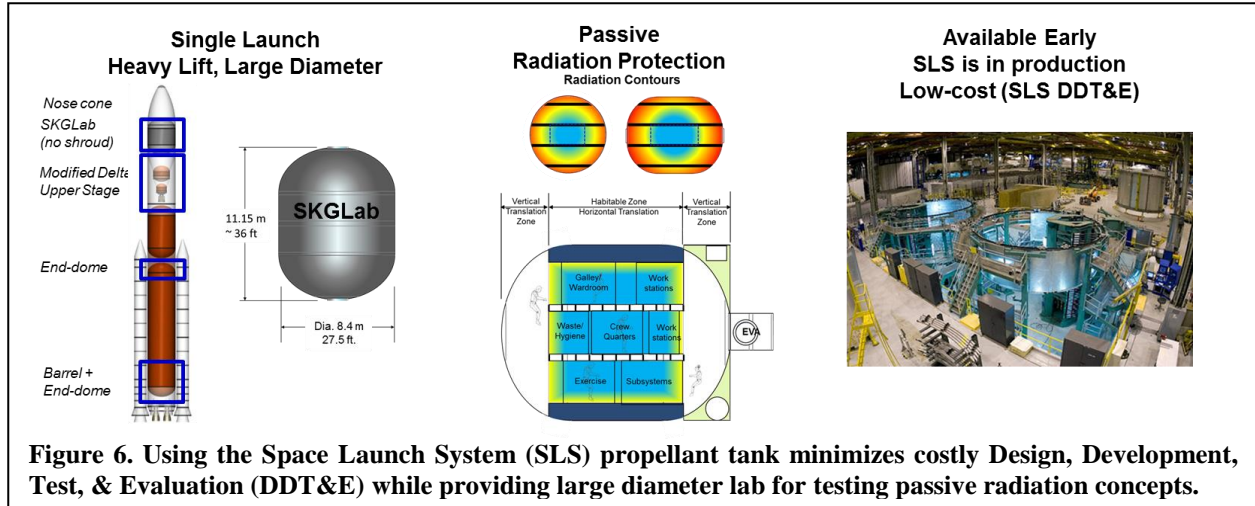 Single Launch
Heavy Lift, Large Diameter
Nose cone
SKGLab
(no shroud)
Modified Delta
Upper Stage
End-dome
Barrel +
End-dome
11.15 m
~ 36 ft
SKGLab
Dia. 8.4 m
27.5 ft.
Passive
Radiation Protection
Radiation Contours
Vertical
Translation
Zone
Habitable Zone
Horizontal Translation
Vertical
Translation
Zone
Galley/
Wardroom
Work
stations
Waste/
Hygiene
Crew
Quarters
Work
stations
Exercise
Subsystems
EVA
Available Early
SLS is in production
Low-cost (SLS DDT&E)
Figure 6. Using the Space Launch System (SLS) propellant tank minimizes costly Design, Development,
Test, & Evaluation (DDT&E) while providing large diameter lab for testing passive radiation concepts.